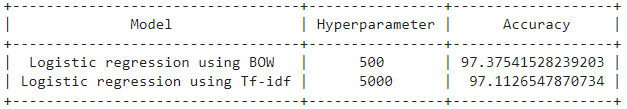 +-----------------------------------+----------------+--------------------+
|               Model               | Hyperparameter |      Accuracy      |
+-----------------------------------+----------------+--------------------+
|   Logistic regression using BOW   |      500       | 97.37541528239203  |
| Logistic regression using Tf-idf  |      5000      |  97.1126547870734  |
+-----------------------------------+----------------+--------------------+